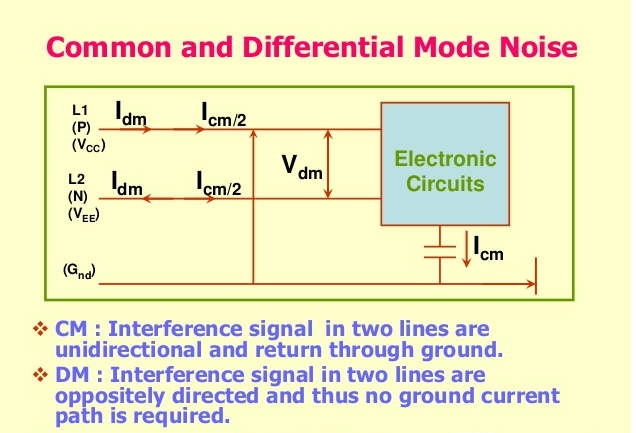 Common and Differential Mode Noise
L1
(P)
(VCC)
Idm
Icm/2
L2
(N)
(VEE)
Idm
Icm/2
Vdm
Electronic
Circuits
Icm
(Gnd)
❖ CM : Interference signal in two lines are
unidirectional and return through ground.
❖ DM : Interference signal in two lines are
oppositely directed and thus no ground current
path is required.